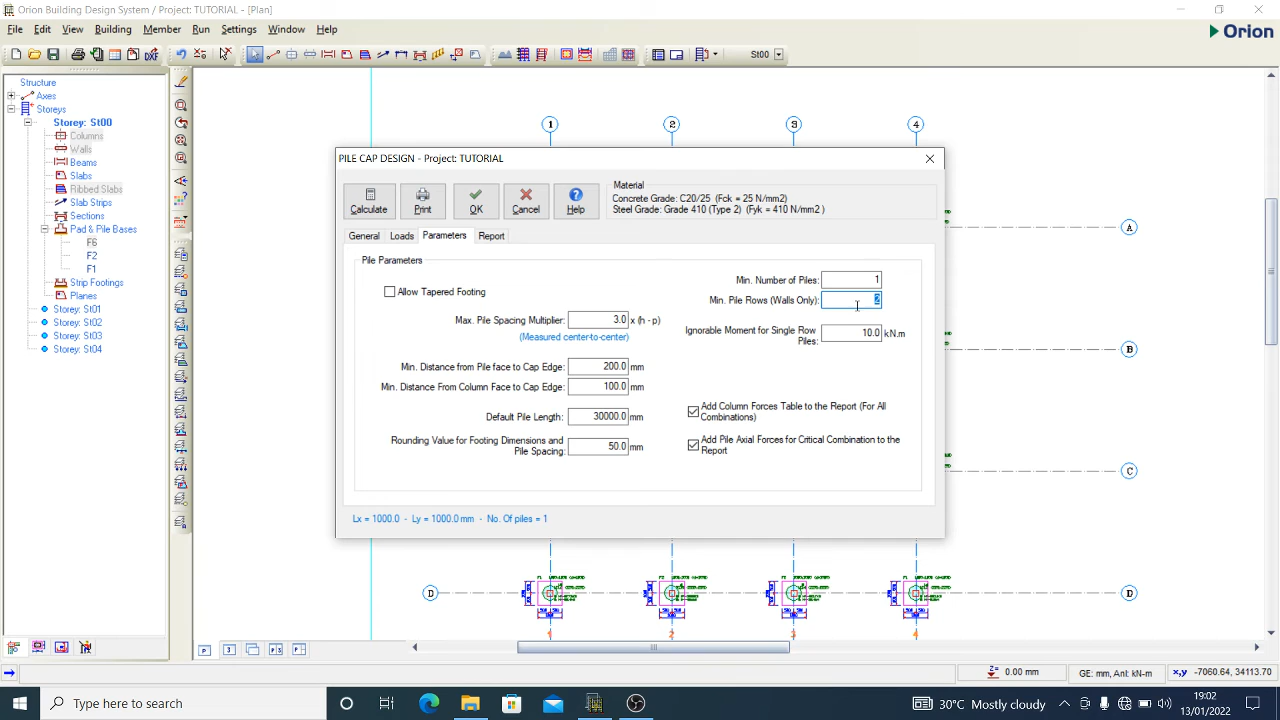 Orion Building Design System - Project: TUTORIAL - [Plan]
File Edit View Building Member Run Settings Window Help
Orion
DXF
St00
Structure
Axes
Storeys
Storey: St00
Columns
Walls
Beams
Slabs
Ribbed Slabs
Slab Strips
Sections
Pad & Pile Bases
F6
F2
F1
Strip Footings
Planes
Storey: St01
Storey: St02
Storey: St03
Storey: St04
1 2 3 4
A
B
C
D D
1 2 3 4
PILE CAP DESIGN - Project: TUTORIAL
Calculate Print OK Cancel Help
Material
Concrete Grade: C20/25 (Fck = 25 N/mm2)
Steel Grade: Grade 410 (Type 2) (Fyk = 410 N/mm2 )
General Loads Parameters Report
Pile Parameters
Allow Tapered Footing
Max. Pile Spacing Multiplier: 3.0 x (h - p)
(Measured center-to-center)
Min. Distance from Pile face to Cap Edge: 200.0 mm
Min. Distance From Column Face to Cap Edge: 100.0 mm
Default Pile Length: 30000.0 mm
Rounding Value for Footing Dimensions and
Pile Spacing: 50.0 mm
Min. Number of Piles: 1
Min. Pile Rows (Walls Only): 2
Ignorable Moment for Single Row
Piles: 10.0 kN.m
Add Column Forces Table to the Report (For All
Combinations)
Add Pile Axial Forces for Critical Combination to the
Report
Lx = 1000.0 - Ly = 1000.0 mm - No. Of piles = 1
Z= 0.00 mm
GE: mm, Anl: kN-m
x,y -7060.64, 34113.70
Type here to search
30°C Mostly cloudy
19:02
13/01/2022